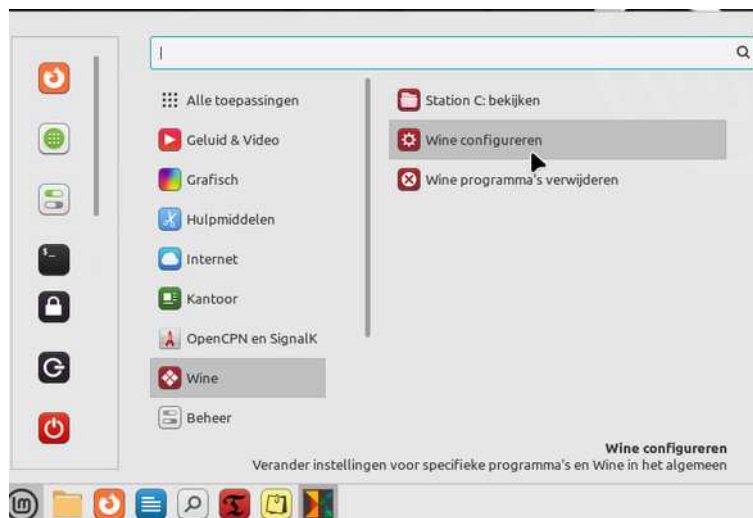 Alle toepassingen
Geluid & Video
Grafisch
Hulpmiddelen
Internet
Kantoor
OpenCPN en SignalK
Wine
Beheer
Station C: bekijken
Wine configureren
Wine programma's verwijderen
Wine configureren
Verander instellingen voor specifieke programma's en Wine in het algemeen